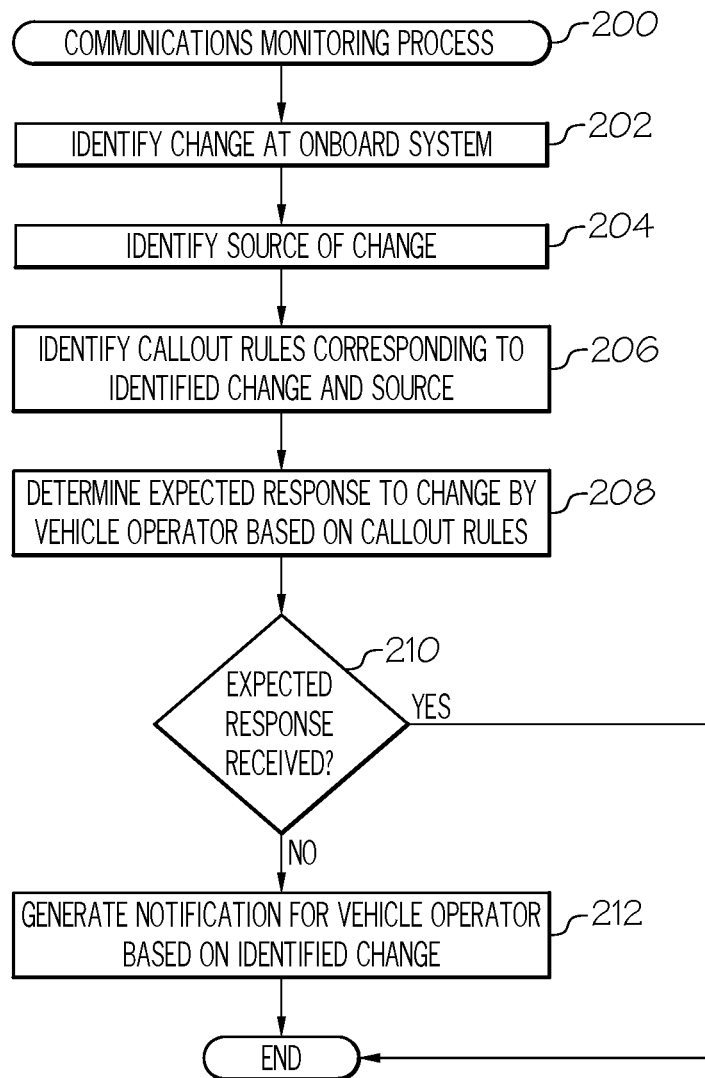 COMMUNICATIONS MONITORING PROCESS
200
IDENTIFY CHANGE AT ONBOARD SYSTEM
202
IDENTIFY SOURCE OF CHANGE
204
IDENTIFY CALLOUT RULES CORRESPONDING TO
IDENTIFIED CHANGE AND SOURCE
206
DETERMINE EXPECTED RESPONSE TO CHANGE BY
VEHICLE OPERATOR BASED ON CALLOUT RULES
208
210
EXPECTED
RESPONSE
RECEIVED?
YES
NO
GENERATE NOTIFICATION FOR VEHICLE OPERATOR
BASED ON IDENTIFIED CHANGE
212
END